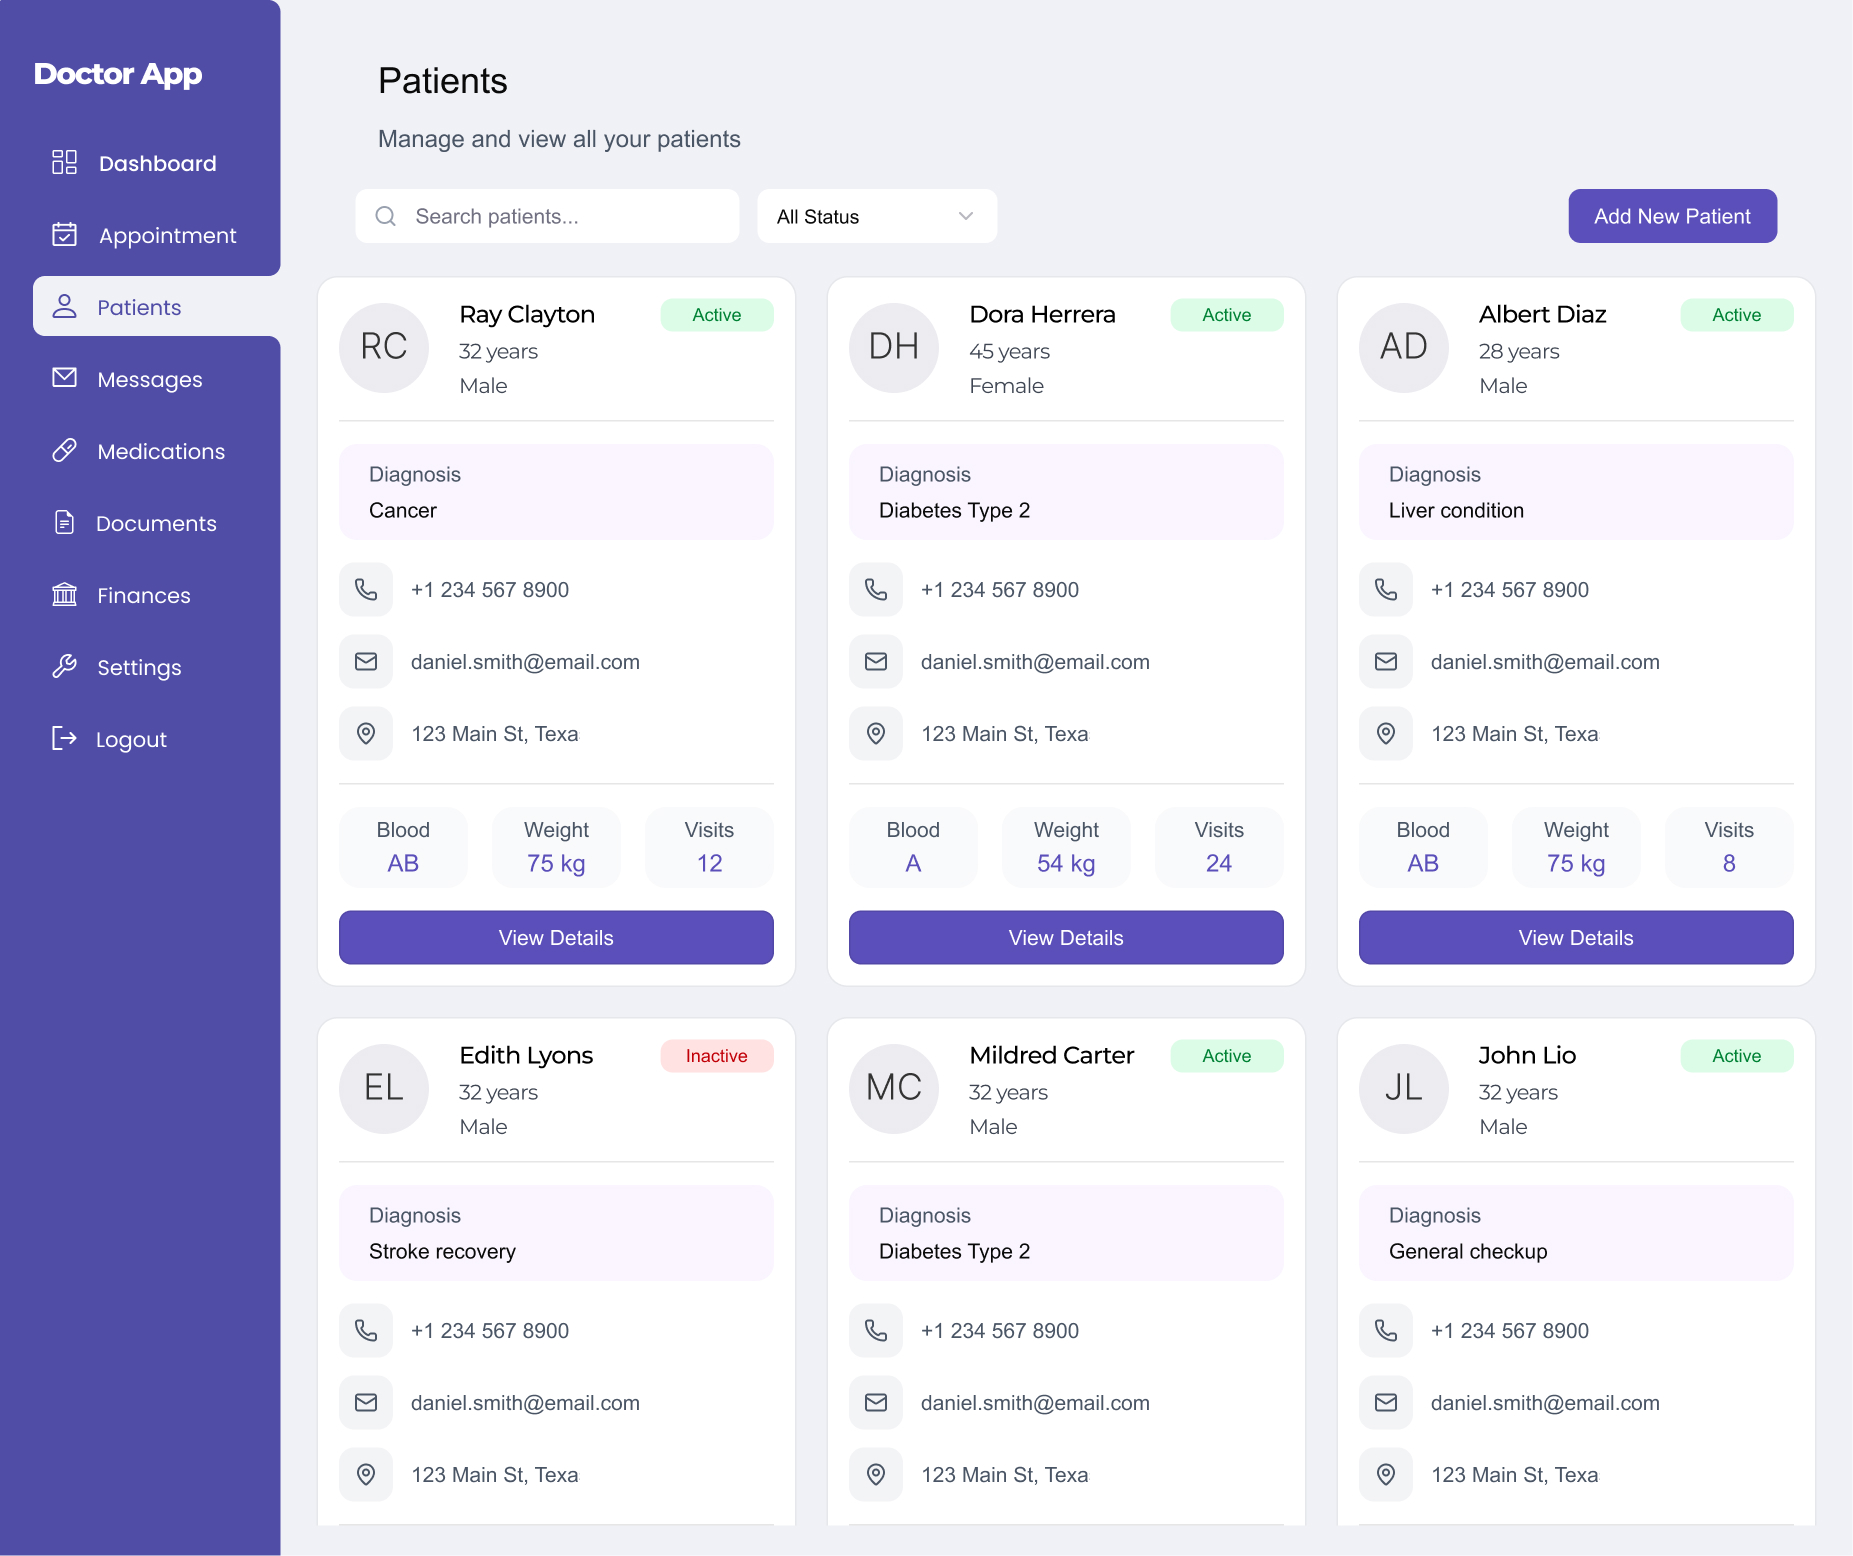 Doctor App
Dashboard
Appointment
Patients
Messages
Medications
Documents
Finances
Settings
Logout
Patients
Manage and view all your patients
Search patients...
All Status
Add New Patient
RC
Ray Clayton
Active
32 years
Male
Diagnosis
Cancer
+1 234 567 8900
daniel.smith@email.com
123 Main St, Texa
Blood
AB
Weight
75 kg
Visits
12
View Details
DH
Dora Herrera
Active
45 years
Female
Diagnosis
Diabetes Type 2
+1 234 567 8900
daniel.smith@email.com
123 Main St, Texa
Blood
A
Weight
54 kg
Visits
24
View Details
AD
Albert Diaz
Active
28 years
Male
Diagnosis
Liver condition
+1 234 567 8900
daniel.smith@email.com
123 Main St, Texa
Blood
AB
Weight
75 kg
Visits
8
View Details
EL
Edith Lyons
Inactive
32 years
Male
Diagnosis
Stroke recovery
+1 234 567 8900
daniel.smith@email.com
123 Main St, Texa
MC
Mildred Carter
Active
32 years
Male
Diagnosis
Diabetes Type 2
+1 234 567 8900
daniel.smith@email.com
123 Main St, Texa
JL
John Lio
Active
32 years
Male
Diagnosis
General checkup
+1 234 567 8900
daniel.smith@email.com
123 Main St, Texa